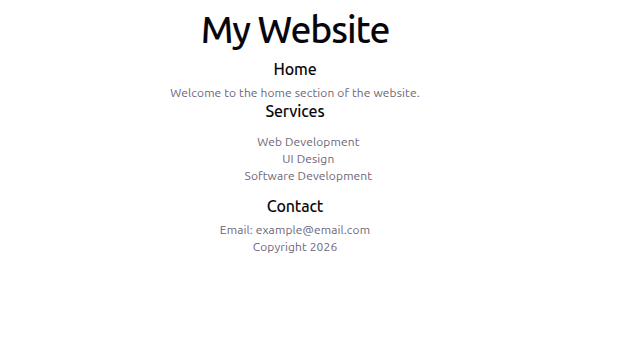 My Website
Home
Welcome to the home section of the website.
Services
Web Development
UI Design
Software Development
Contact
Email: example@email.com
Copyright 2026